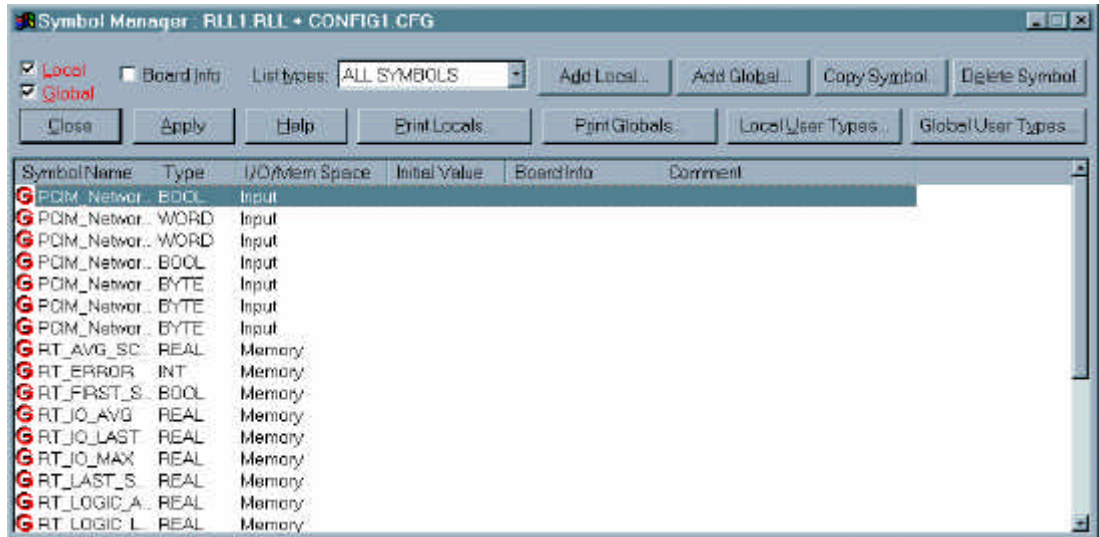 Symbol Manager : RLL1.RLL + CONFIG1.CFG
Local
Global
Board Info
List types: ALL SYMBOLS
Add Local...
Add Global...
Copy Symbol
Delete Symbol
Close
Apply
Help
Print Locals...
Print Globals...
Local User Types...
Global User Types...
Symbol Name Type I/O/Mem Space Initial Value Board Info Comment
G PCIM_Networ... BOOL Input
G PCIM_Networ... WORD Input
G PCIM_Networ... WORD Input
G PCIM_Networ... BOOL Input
G PCIM_Networ... BYTE Input
G PCIM_Networ... BYTE Input
G PCIM_Networ... BYTE Input
G RT_AVG_SC... REAL Memory
G RT_ERROR INT Memory
G RT_FIRST_S... BOOL Memory
G RT_IO_AVG REAL Memory
G RT_IO_LAST REAL Memory
G RT_IO_MAX REAL Memory
G RT_LAST_S... REAL Memory
G RT_LOGIC_A... REAL Memory
G RT_LOGIC_L... REAL Memory